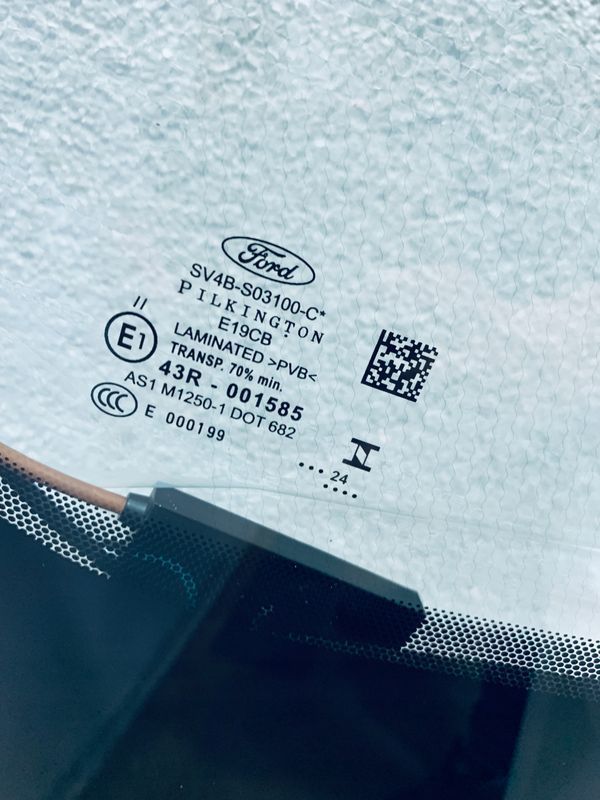 Ford
SV4B-S03100-C*
PILKINGTON
E19CB
II
E1
LAMINATED >PVB<
TRANSP. 70% min.
43R - 001585
AS1 M1250-1 DOT 682
CCC
E 000199
••• 24
•••••